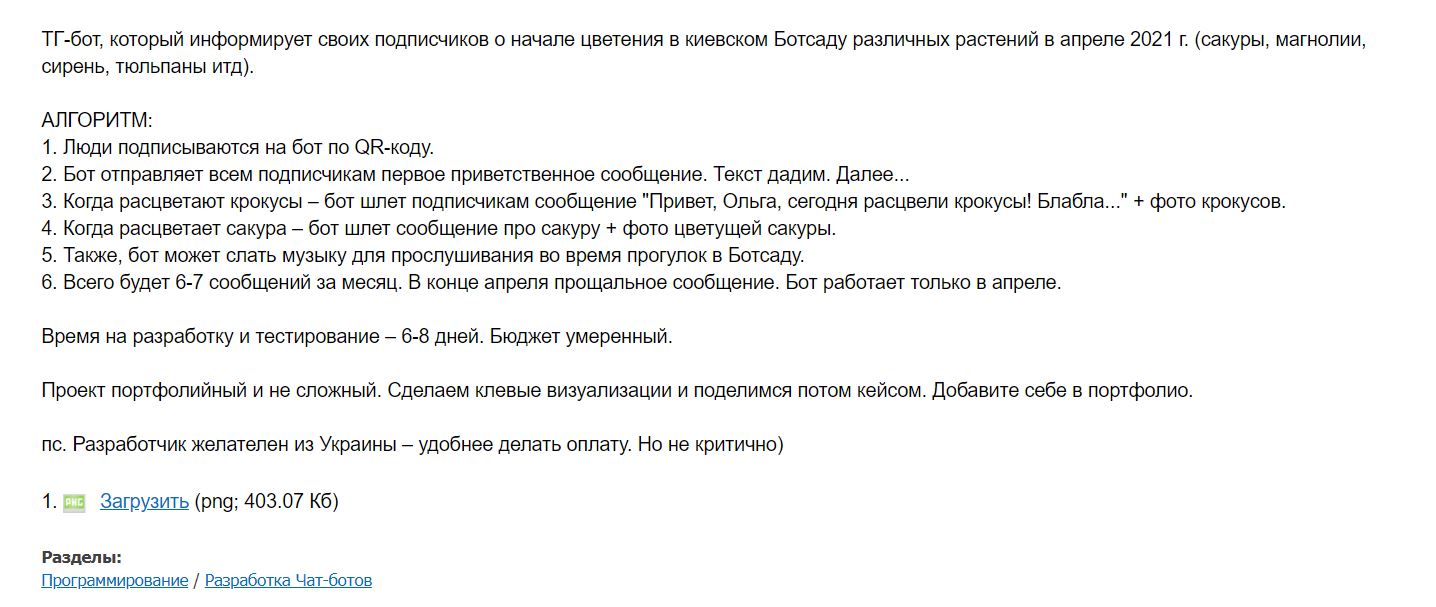 ТГ-бот, который информирует своих подписчиков о начале цветения в киевском Ботсаду различных растений в апреле 2021 г. (сакуры, магнолии,
сирень, тюльпаны итд).
АЛГОРИТМ:
1. Люди подписываются на бот по QR-коду.
2. Бот отправляет всем подписчикам первое приветственное сообщение. Текст дадим. Далее...
3. Когда расцветают крокусы – бот шлет подписчикам сообщение "Привет, Ольга, сегодня расцвели крокусы! Блабла..." + фото крокусов.
4. Когда расцветает сакура – бот шлет сообщение про сакуру + фото цветущей сакуры.
5. Также, бот может слать музыку для прослушивания во время прогулок в Ботсаду.
6. Всего будет 6-7 сообщений за месяц. В конце апреля прощальное сообщение. Бот работает только в апреле.
Время на разработку и тестирование – 6-8 дней. Бюджет умеренный.
Проект портфолийный и не сложный. Сделаем клевые визуализации и поделимся потом кейсом. Добавите себе в портфолио.
пс. Разработчик желателен из Украины – удобнее делать оплату. Но не критично)
1. PNG Загрузить (png; 403.07 Кб)
Разделы:
Программирование / Разработка Чат-ботов